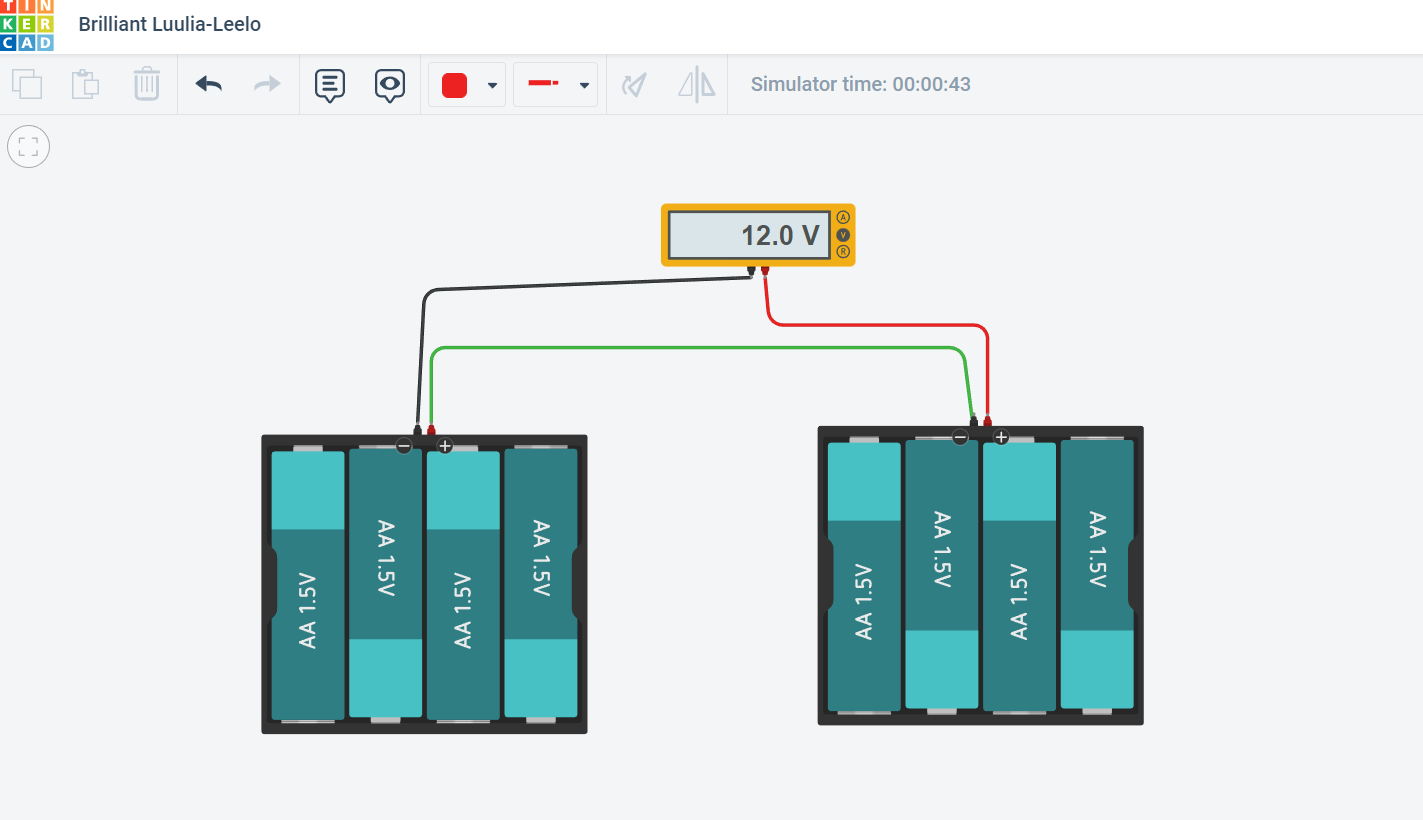 TIN
KER
CAD
Brilliant Luulia-Leelo
Simulator time: 00:00:43
12.0 V
A
V
R
− +
− +
AA 1.5V
AA 1.5V
AA 1.5V
AA 1.5V
AA 1.5V
AA 1.5V
AA 1.5V
AA 1.5V